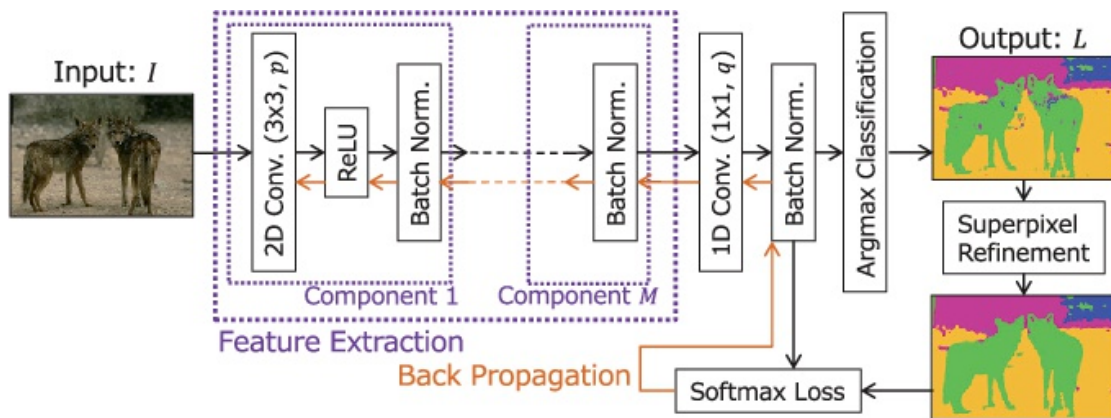 Input: I
2D Conv. (3x3, p)
ReLU
Batch Norm.
Component 1
Batch Norm.
Component M
Feature Extraction
1D Conv. (1x1, q)
Batch Norm.
Argmax Classification
Output: L
Superpixel
Refinement
Back Propagation
Softmax Loss